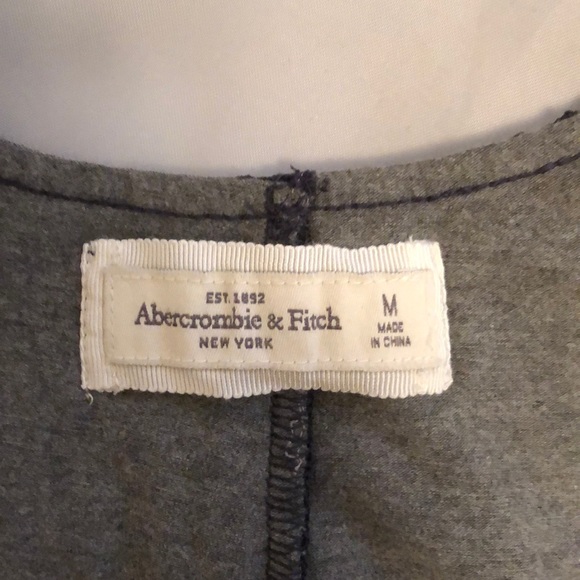 EST. 1892
Abercrombie & Fitch
NEW YORK
M
MADE
IN CHINA